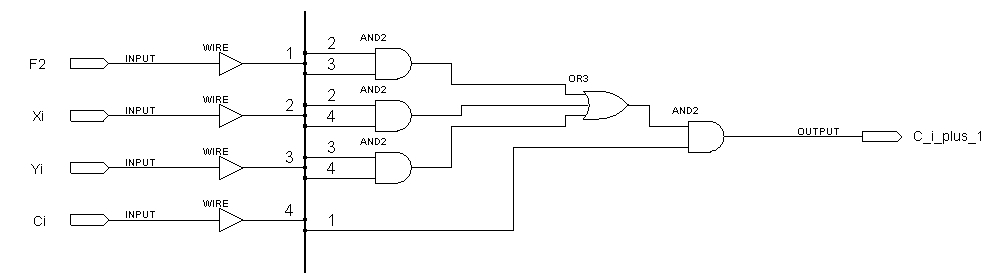 F2 INPUT WIRE 1 2 3 AND2
Xi INPUT WIRE 2 2 4 AND2 OR3
Yi INPUT WIRE 3 3 4 AND2 AND2 OUTPUT C_i_plus_1
Ci INPUT WIRE 4 1